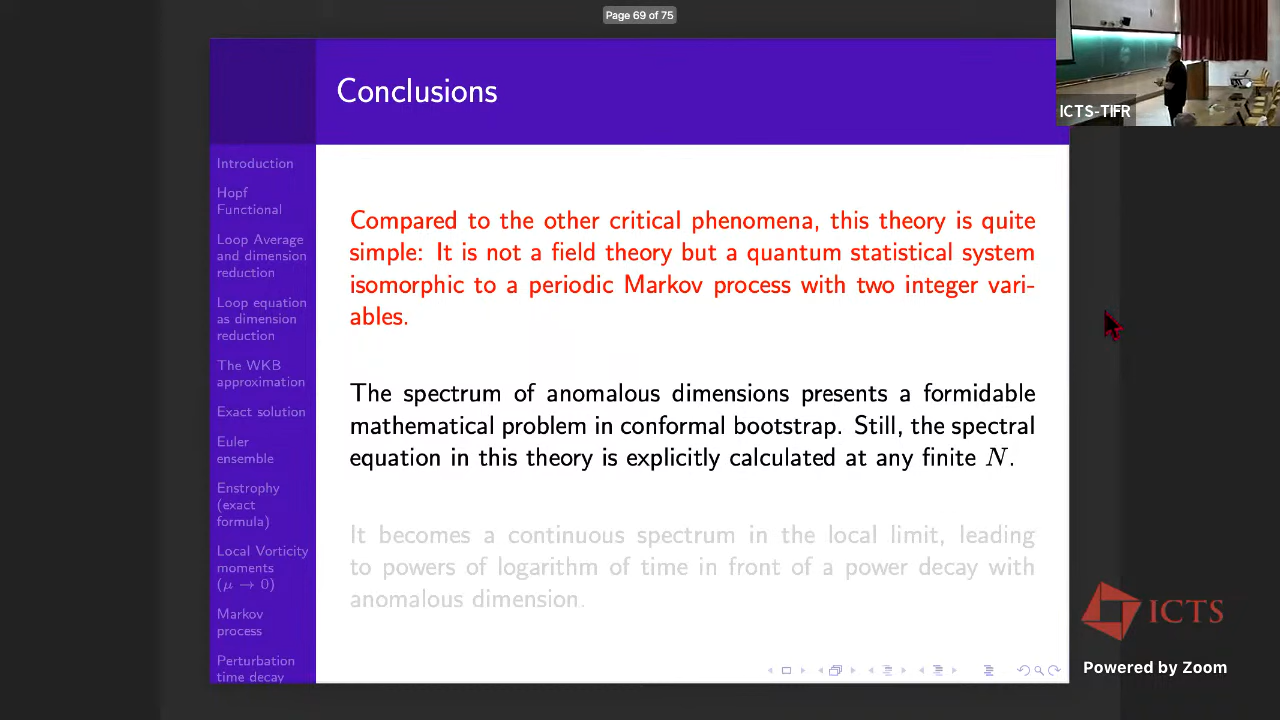 Page 69 of 75
Conclusions
ICTS-TIFR
Introduction
Hopf
Functional
Loop Average
and dimension
reduction
Loop equation
as dimension
reduction
The WKB
approximation
Exact solution
Euler
ensemble
Enstrophy
(exact
formula)
Local Vorticity
moments
(μ → 0)
Markov
process
Perturbation
time decay
Compared to the other critical phenomena, this theory is quite
simple: It is not a field theory but a quantum statistical system
isomorphic to a periodic Markov process with two integer vari-
ables.
The spectrum of anomalous dimensions presents a formidable
mathematical problem in conformal bootstrap. Still, the spectral
equation in this theory is explicitly calculated at any finite N.
It becomes a continuous spectrum in the local limit, leading
to powers of logarithm of time in front of a power decay with
anomalous dimension.
ICTS
Powered by Zoom